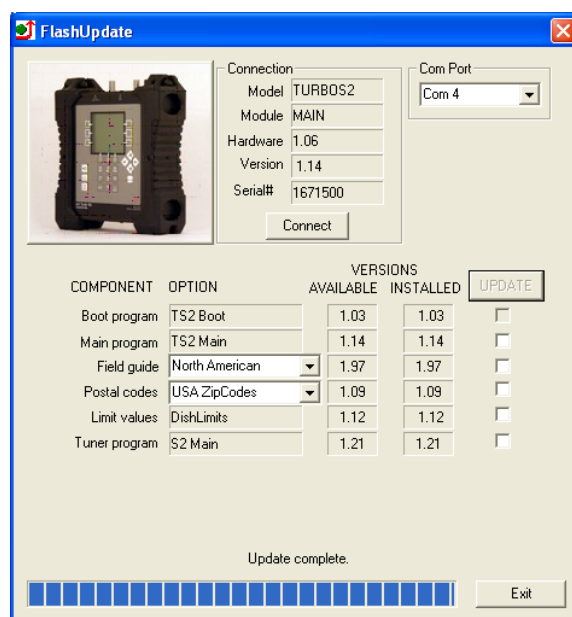 FlashUpdate
Connection
Com Port
Model TURBOS2
Com 4
Module MAIN
Hardware 1.06
Version 1.14
Serial# 1671500
Connect
VERSIONS
COMPONENT OPTION AVAILABLE INSTALLED UPDATE
Boot program TS2 Boot 1.03 1.03
Main program TS2 Main 1.14 1.14
Field guide North American 1.97 1.97
Postal codes USA ZipCodes 1.09 1.09
Limit values DishLimits 1.12 1.12
Tuner program S2 Main 1.21 1.21
Update complete.
Exit